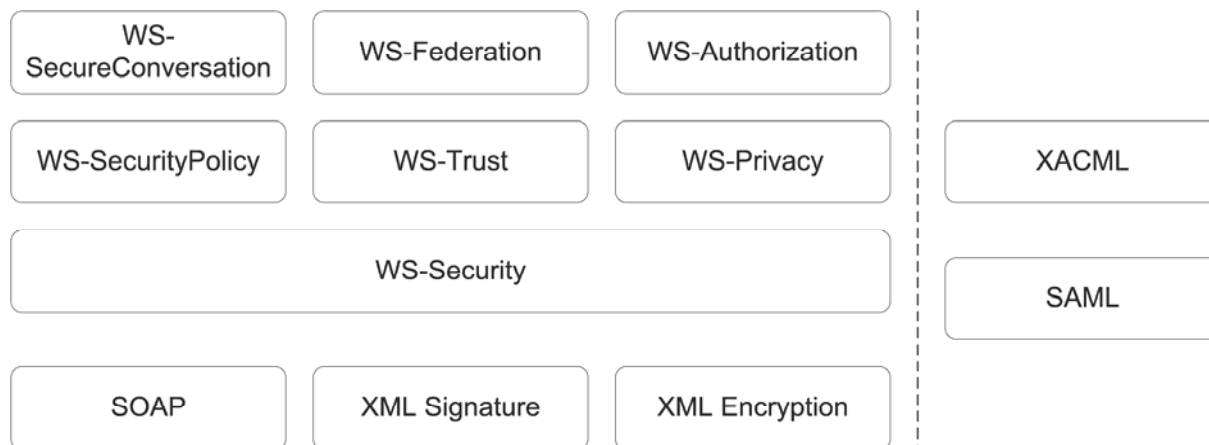 WS-
SecureConversation
WS-Federation
WS-Authorization
WS-SecurityPolicy
WS-Trust
WS-Privacy
XACML
WS-Security
SAML
SOAP
XML Signature
XML Encryption